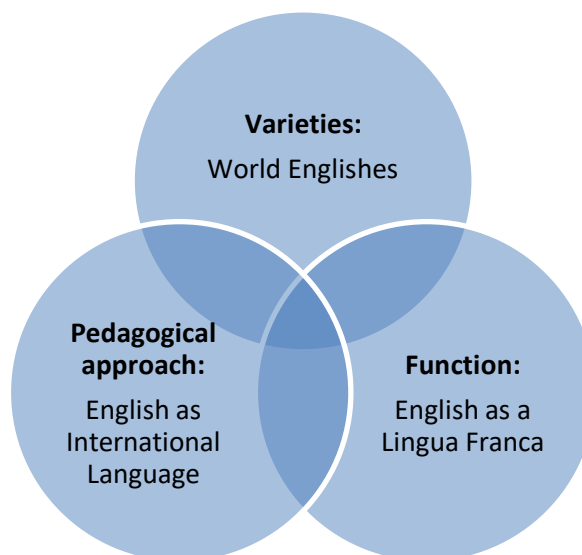 Varieties:
World Englishes
Pedagogical
approach:
English as
International
Language
Function:
English as a
Lingua Franca